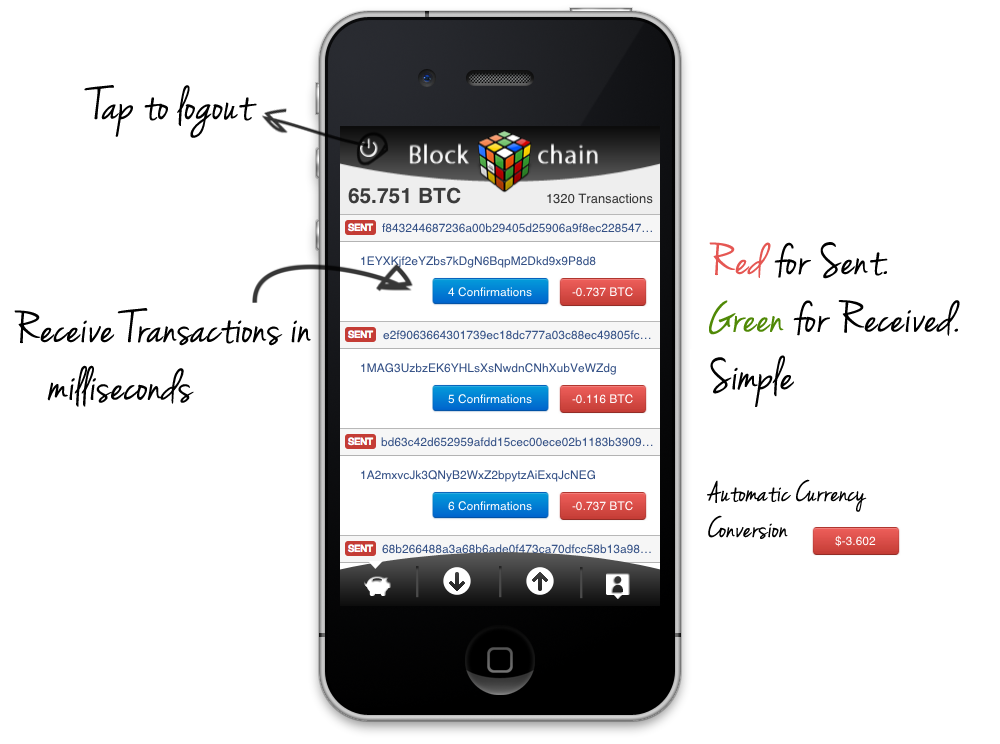 Tap to logout
Block chain
65.751 BTC 1320 Transactions
SENT f843244687236a00b29405d25906a9f8ec228547...
1EYXKif2eYZbs7kDgN6BqpM2Dkd9x9P8d8
4 Confirmations -0.737 BTC
SENT e2f9063664301739ec18dc777a03c88ec49805fc...
1MAG3UzbzEK6YHLsXsNwdnCNhXubVeWZdg
5 Confirmations -0.116 BTC
SENT bd63c42d652959afdd15cec00ece02b1183b3909...
1A2mxvcJk3QNyB2WxZ2bpytzAiExqJcNEG
6 Confirmations -0.737 BTC
SENT 68b266488a3a68b6ade0f473ca70dfcc58b13a98...
Receive Transactions in
milliseconds
Red for Sent.
Green for Received.
Simple
Automatic Currency
Conversion $-3.602